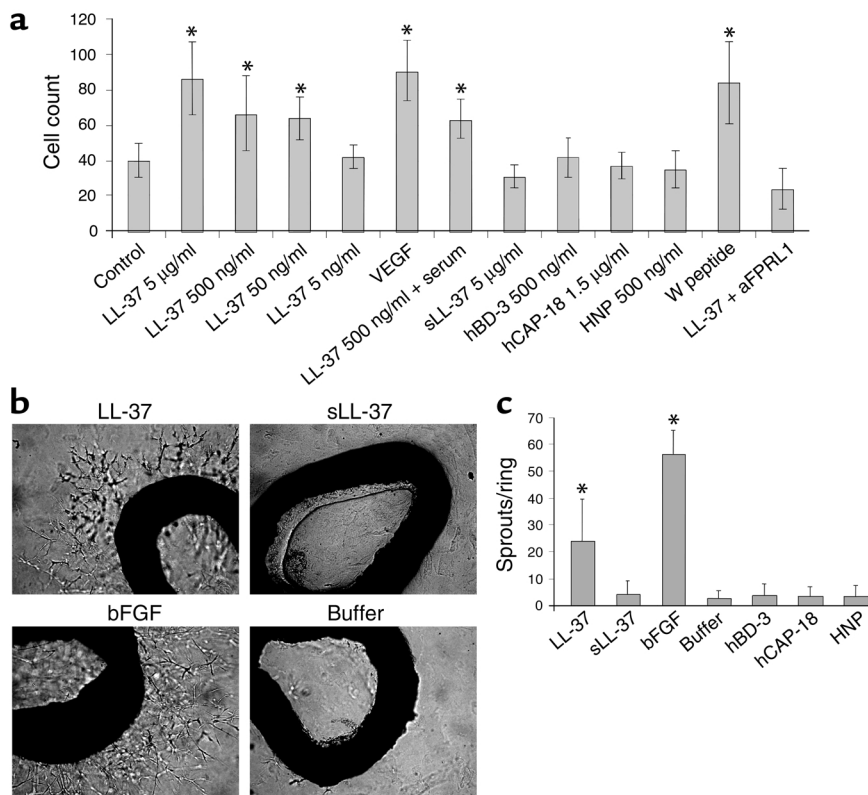 a
Cell count
140
120
100
80
60
40
20
0
* * * * * *
Control
LL-37 5 µg/ml
LL-37 500 ng/ml
LL-37 50 ng/ml
LL-37 5 ng/ml
VEGF
LL-37 500 ng/ml + serum
sLL-37 5 µg/ml
hBD-3 500 ng/ml
hCAP-18 1.5 µg/ml
HNP 500 ng/ml
W peptide
LL-37 + aFPRL1
b
LL-37
sLL-37
bFGF
Buffer
c
Sprouts/ring
70
60
50
40
30
20
10
0
* *
LL-37
sLL-37
bFGF
Buffer
hBD-3
hCAP-18
HNP